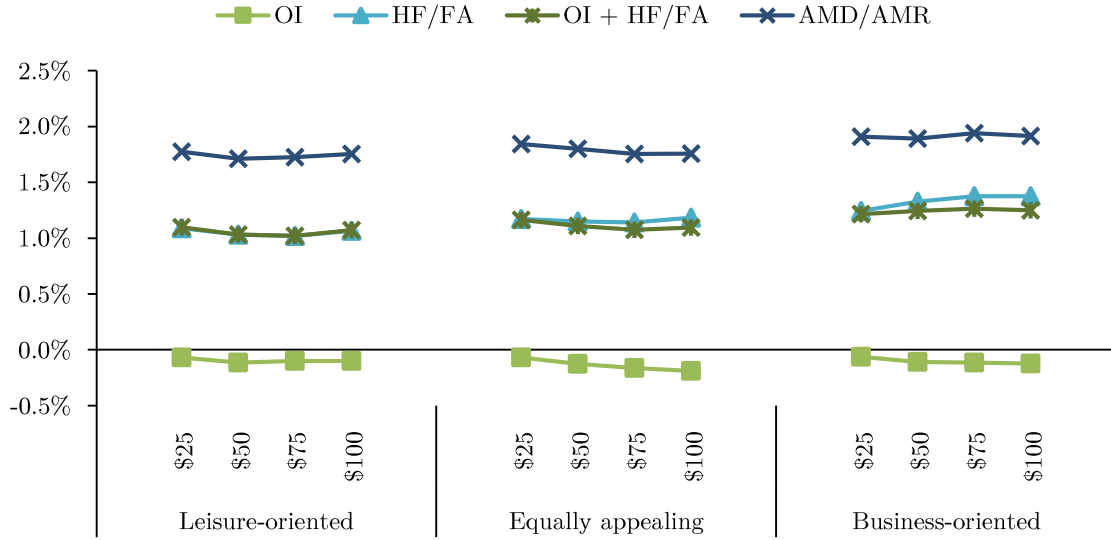 OI HF/FA OI + HF/FA AMD/AMR
2.5%
2.0%
1.5%
1.0%
0.5%
0.0%
-0.5%
$25 $50 $75 $100 $25 $50 $75 $100 $25 $50 $75 $100
Leisure-oriented Equally appealing Business-oriented